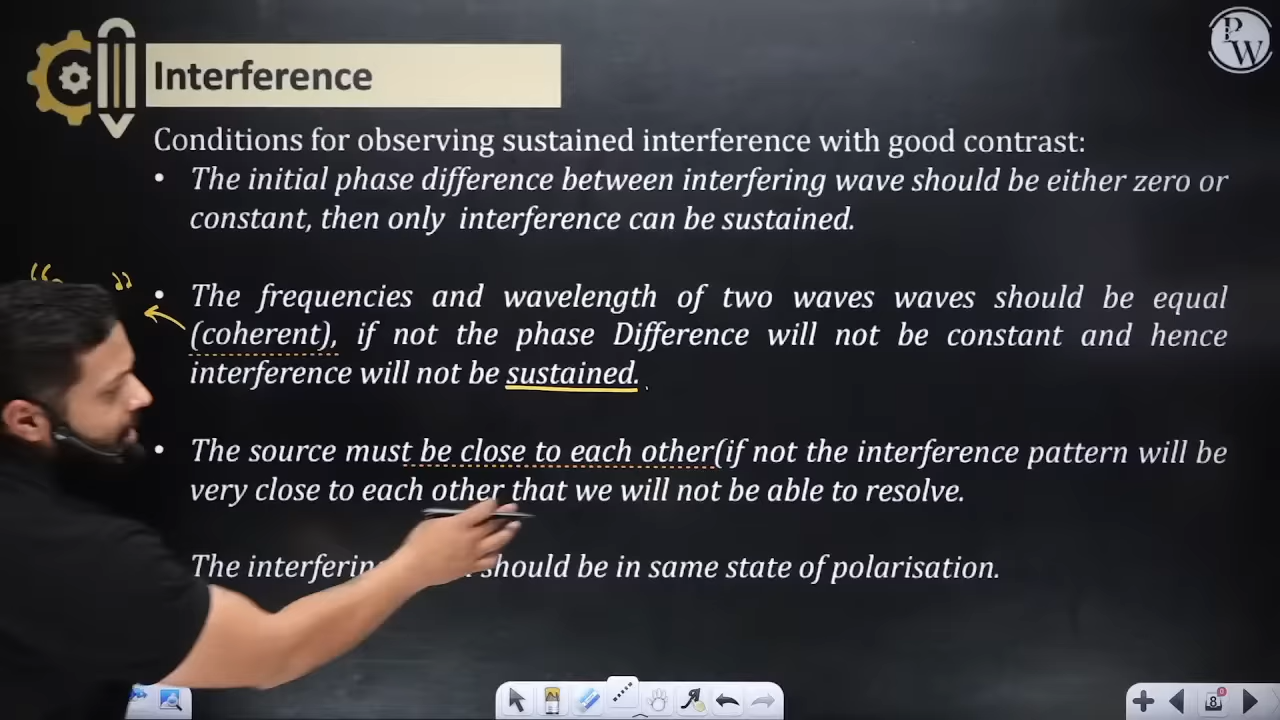 PW
Interference
Conditions for observing sustained interference with good contrast:
• The initial phase difference between interfering wave should be either zero or
constant, then only interference can be sustained.
“ ”
• The frequencies and wavelength of two waves waves should be equal
(coherent), if not the phase Difference will not be constant and hence
interference will not be sustained.
• The source must be close to each other(if not the interference pattern will be
very close to each other that we will not be able to resolve.
The should be in same state of polarisation.
8